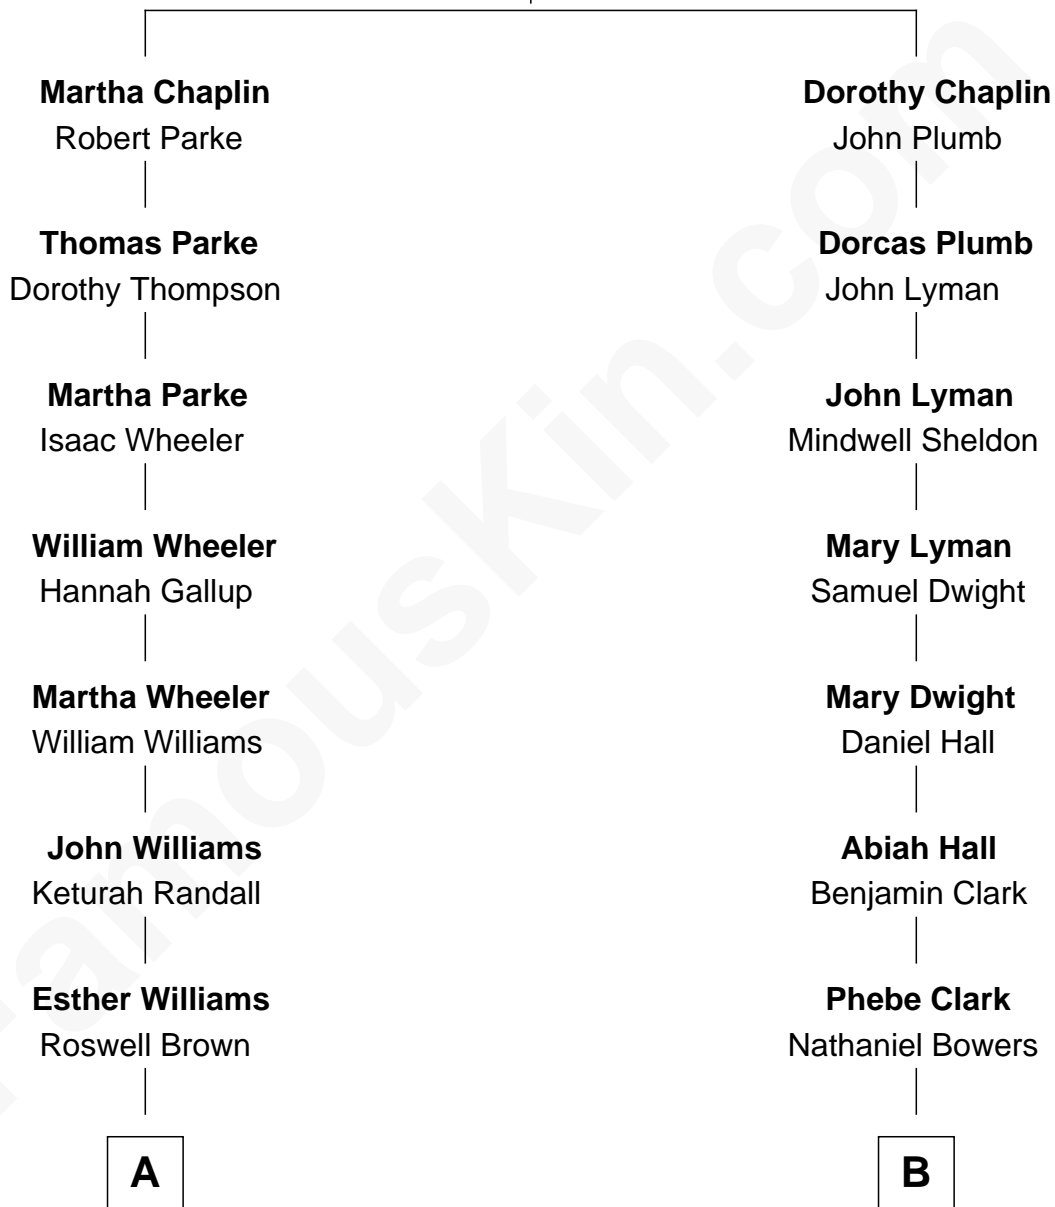 Martha Chaplin
Robert Parke
Thomas Parke
Dorothy Thompson
Martha Parke
Isaac Wheeler
William Wheeler
Hannah Gallup
Martha Wheeler
William Williams
John Williams
Keturah Randall
Esther Williams
Roswell Brown
A
Dorothy Chaplin
John Plumb
Dorcas Plumb
John Lyman
John Lyman
Mindwell Sheldon
Mary Lyman
Samuel Dwight
Mary Dwight
Daniel Hall
Abiah Hall
Benjamin Clark
Phebe Clark
Nathaniel Bowers
B
FamousKin.com